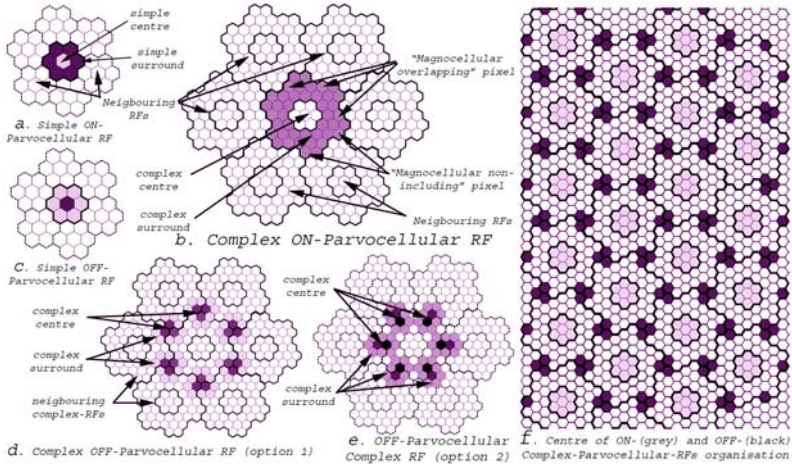 simple
centre
simple
surround
Neigbouring
RFs
a. Simple ON-
Parvocellular RF
c. Simple OFF-
Parvocellular RF
"Magnocellular
overlapping" pixel
complex
centre
complex
surround
"Magnocellular non-
including" pixel
Neigbouring RFs
b. Complex ON-Parvocellular RF
complex
centre
complex
surround
neigbouring
complex-RFs
d. Complex OFF-Parvocellular RF (option 1)
complex
centre
complex
surround
e. OFF-Parvocellular
Complex RF (option 2)
f. Centre of ON-(grey) and OFF-(black)
Complex-Parvocellular-RFs organisation